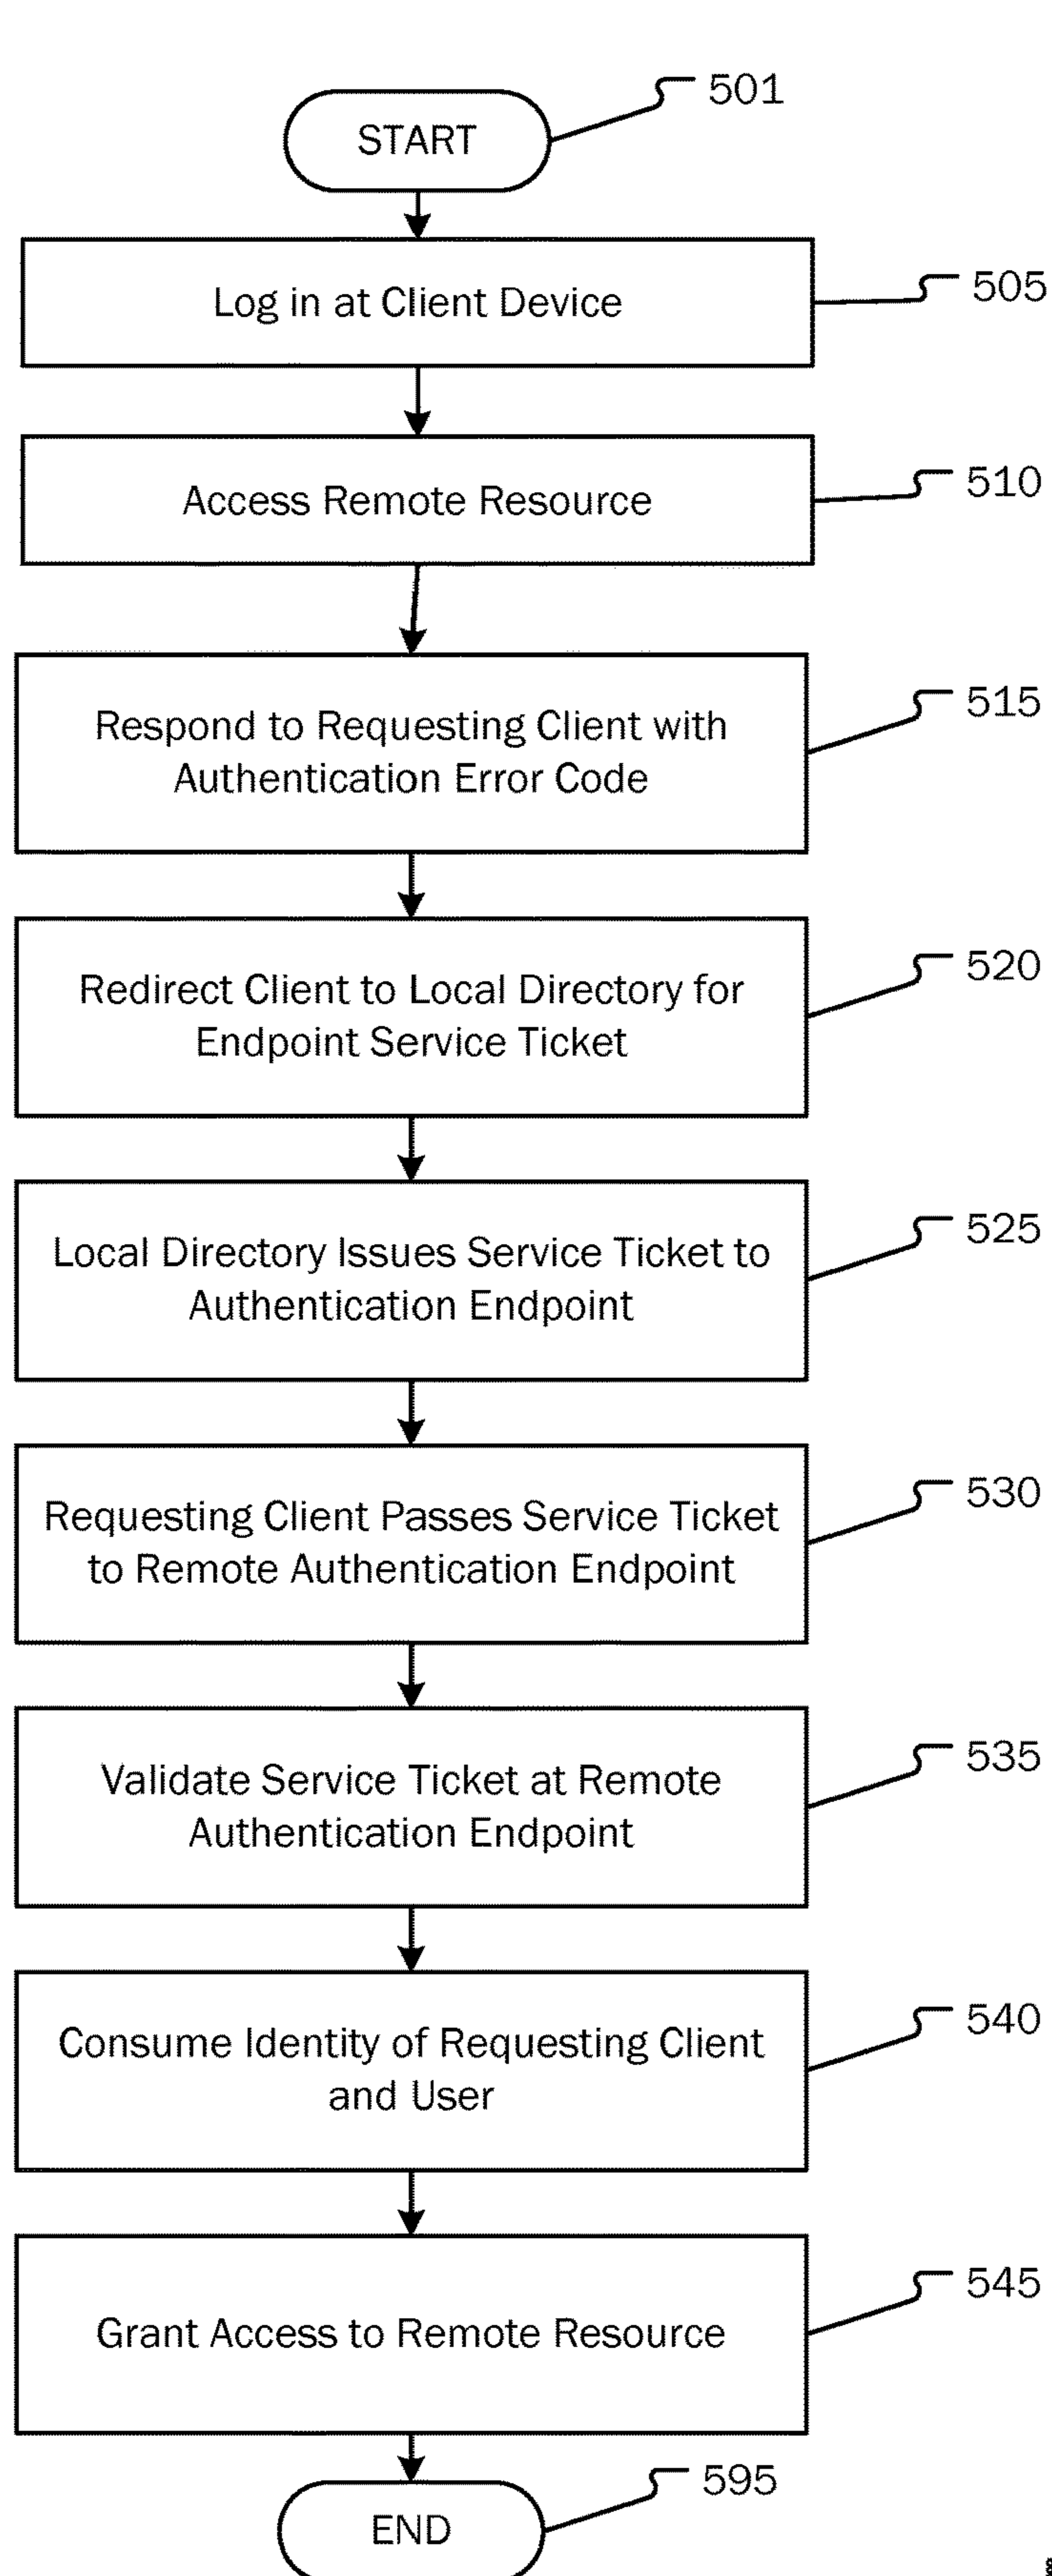 START
501
Log in at Client Device
505
Access Remote Resource
510
Respond to Requesting Client with
Authentication Error Code
515
Redirect Client to Local Directory for
Endpoint Service Ticket
520
Local Directory Issues Service Ticket to
Authentication Endpoint
525
Requesting Client Passes Service Ticket
to Remote Authentication Endpoint
530
Validate Service Ticket at Remote
Authentication Endpoint
535
Consume Identity of Requesting Client
and User
540
Grant Access to Remote Resource
545
END
595